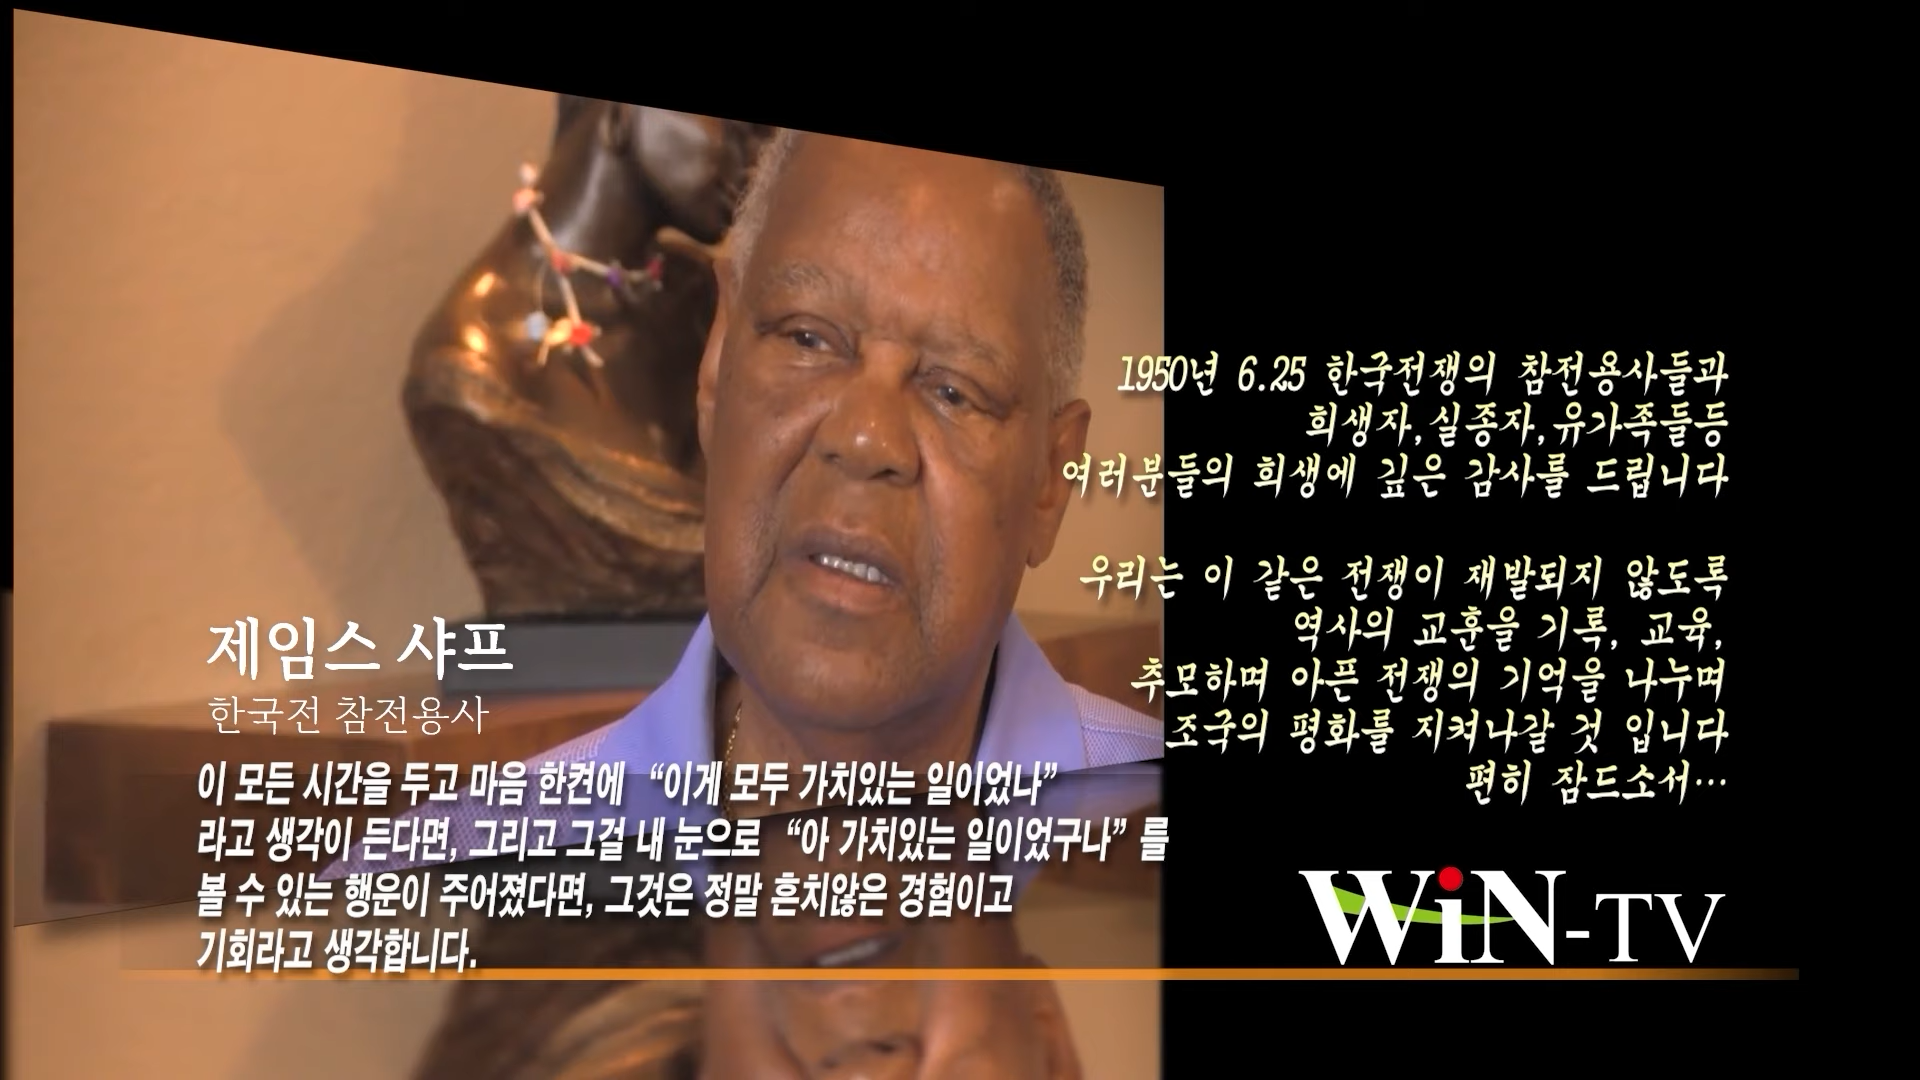 제임스 샤프
한국전 참전용사
이 모든 시간을 두고 마음 한켠에 “이게 모두 가치있는 일이었나”
라고 생각이 든다면, 그리고 그걸 내 눈으로 “아 가치있는 일이었구나” 를
볼 수 있는 행운이 주어졌다면, 그것은 정말 흔치않은 경험이고
기회라고 생각합니다.
1950년 6.25 한국전쟁의 참전용사들과
희생자,실종자,유가족들등
여러분들의 희생에 깊은 감사를 드립니다
우리는 이 같은 전쟁이 재발되지 않도록
역사의 교훈을 기록, 교육,
추모하며 아픈 전쟁의 기억을 나누며
조국의 평화를 지켜나갈 것 입니다
편히 잠드소서…
WiN-TV